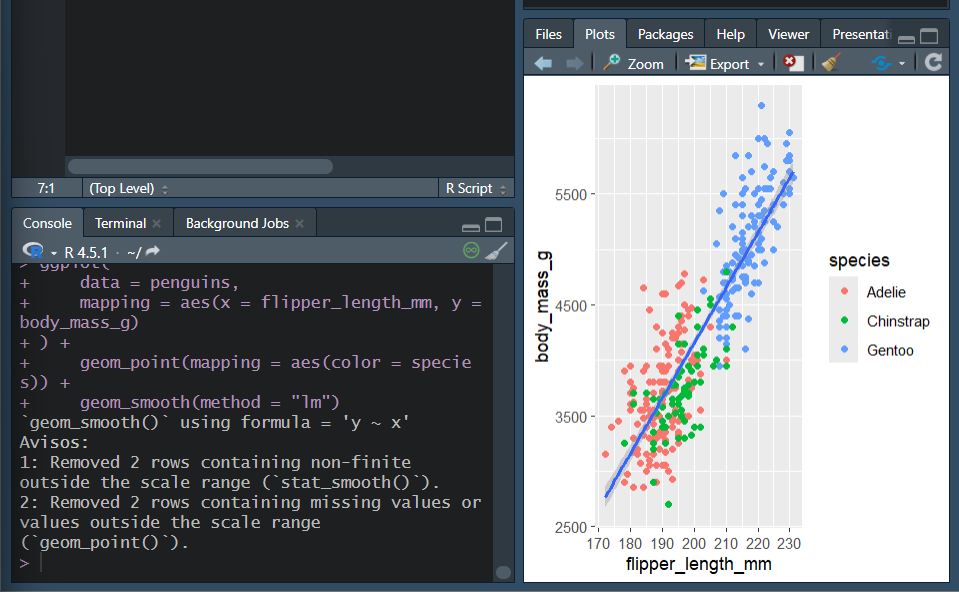 7:1 (Top Level) R Script
Console Terminal Background Jobs
R 4.5.1 · ~/
> ggplot(
+     data = penguins,
+     mapping = aes(x = flipper_length_mm, y =
body_mass_g)
+ ) +
+     geom_point(mapping = aes(color = specie
s)) +
+     geom_smooth(method = "lm")
`geom_smooth()` using formula = 'y ~ x'
Avisos:
1: Removed 2 rows containing non-finite
outside the scale range (`stat_smooth()`).
2: Removed 2 rows containing missing values or
values outside the scale range
(`geom_point()`).
>
Files Plots Packages Help Viewer Presentati
Zoom Export
body_mass_g
5500
4500
3500
2500
170 180 190 200 210 220 230
flipper_length_mm
species
Adelie
Chinstrap
Gentoo